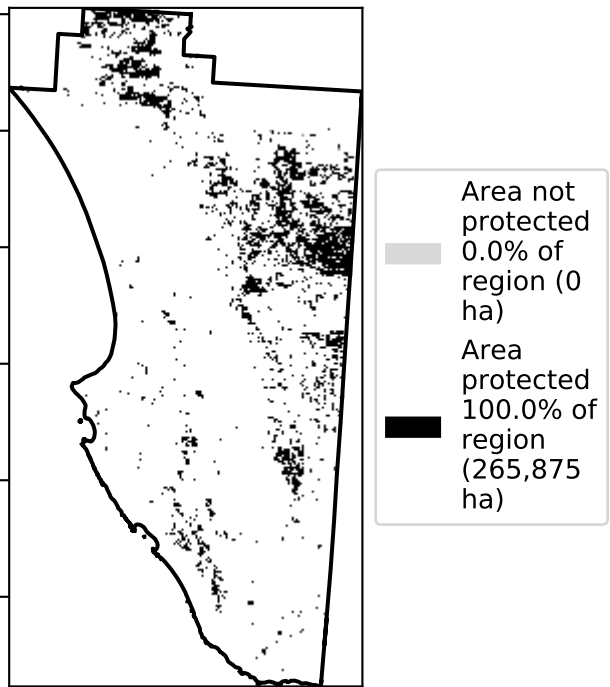 Area not
protected
0.0% of
region (0
ha)
Area
protected
100.0% of
region
(265,875
ha)